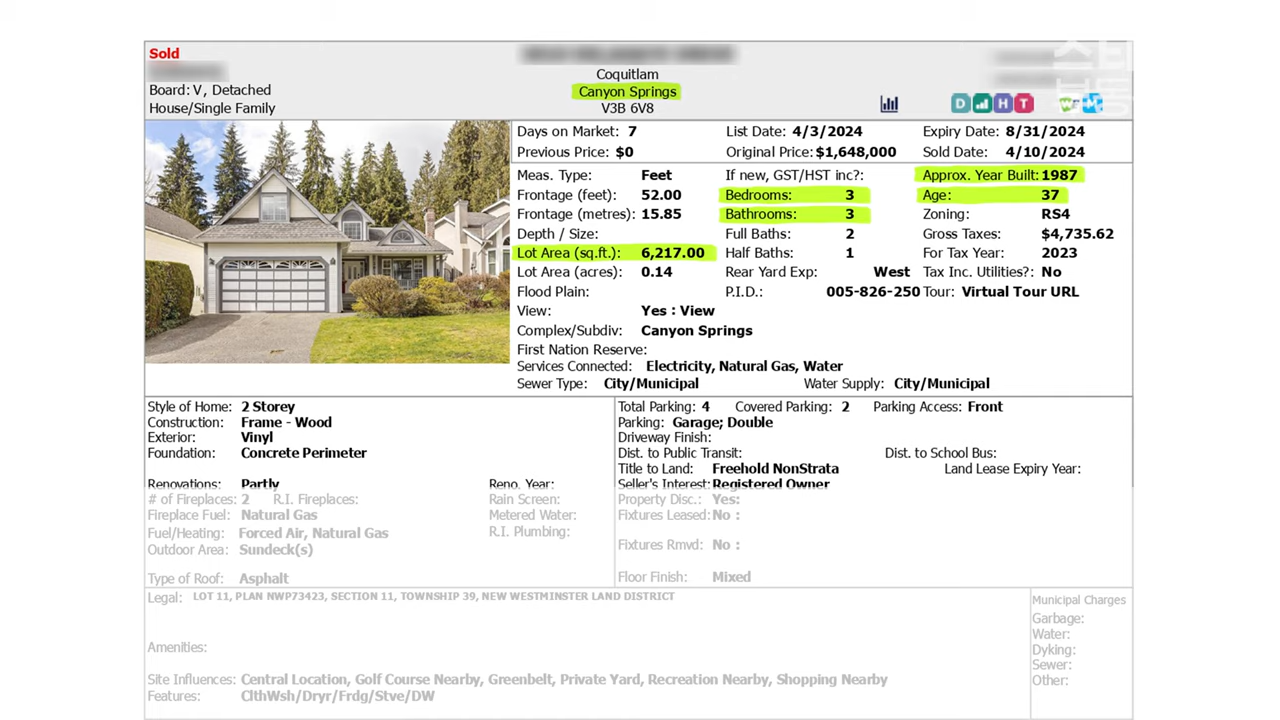 Sold
Coquitlam
Board: V, Detached
Canyon Springs
House/Single Family
V3B 6V8
D
H
T
Days on Market: 7
List Date: 4/3/2024
Expiry Date: 8/31/2024
Previous Price: $0
Original Price: $1,648,000
Sold Date: 4/10/2024
Meas. Type: Feet
If new, GST/HST inc?:
Approx. Year Built: 1987
Frontage (feet): 52.00
Bedrooms: 3
Age: 37
Frontage (metres): 15.85
Bathrooms: 3
Zoning: RS4
Depth / Size:
Full Baths: 2
Gross Taxes: $4,735.62
Lot Area (sq.ft.): 6,217.00
Half Baths: 1
For Tax Year: 2023
Lot Area (acres): 0.14
Rear Yard Exp: West
Tax Inc. Utilities?: No
Flood Plain:
P.I.D.: 005-826-250
Tour: Virtual Tour URL
View: Yes : View
Complex/Subdiv: Canyon Springs
First Nation Reserve:
Services Connected: Electricity, Natural Gas, Water
Sewer Type: City/Municipal
Water Supply: City/Municipal
Style of Home: 2 Storey
Construction: Frame - Wood
Exterior: Vinyl
Foundation: Concrete Perimeter
Renovations: Partly
Reno. Year:
# of Fireplaces: 2
R.I. Fireplaces:
Rain Screen:
Fireplace Fuel: Natural Gas
Metered Water:
Fuel/Heating: Forced Air, Natural Gas
R.I. Plumbing:
Outdoor Area: Sundeck(s)
Type of Roof: Asphalt
Total Parking: 4 Covered Parking: 2 Parking Access: Front
Parking: Garage; Double
Driveway Finish:
Dist. to Public Transit:
Dist. to School Bus:
Title to Land: Freehold NonStrata
Land Lease Expiry Year:
Seller's Interest: Registered Owner
Property Disc.: Yes:
Fixtures Leased: No :
Fixtures Rmvd: No :
Floor Finish: Mixed
Legal: LOT 11, PLAN NWP73423, SECTION 11, TOWNSHIP 39, NEW WESTMINSTER LAND DISTRICT
Amenities:
Site Influences: Central Location, Golf Course Nearby, Greenbelt, Private Yard, Recreation Nearby, Shopping Nearby
Features: ClthWsh/Dryr/Frdg/Stve/DW
Municipal Charges
Garbage:
Water:
Dyking:
Sewer:
Other: